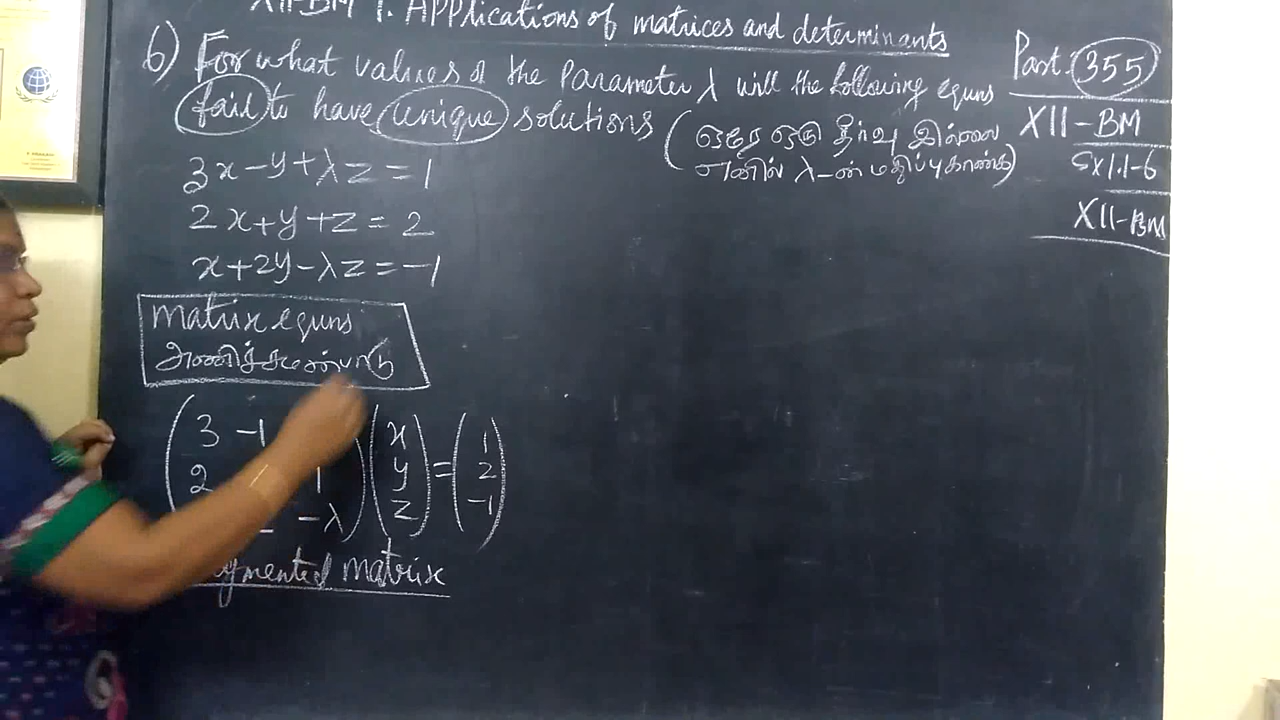 XII-BM 1. Applications of matrices and determinants
6) For what values of the Parameter λ will the following equns
fail to have unique solutions (ஒரே ஒரு தீர்வு இல்லை
எனில் λ-ன் மதிப்பு காண்க)
Part: 355
XII-BM
Ex 1.1-6
XII-BM
3x-y+λz=1
2x+y+z=2
x+2y-λz=-1
matrix equns
அணிச்சமன்பாடு
3 -1 x 1
2 1 y = 2
-λ z -1
matrix